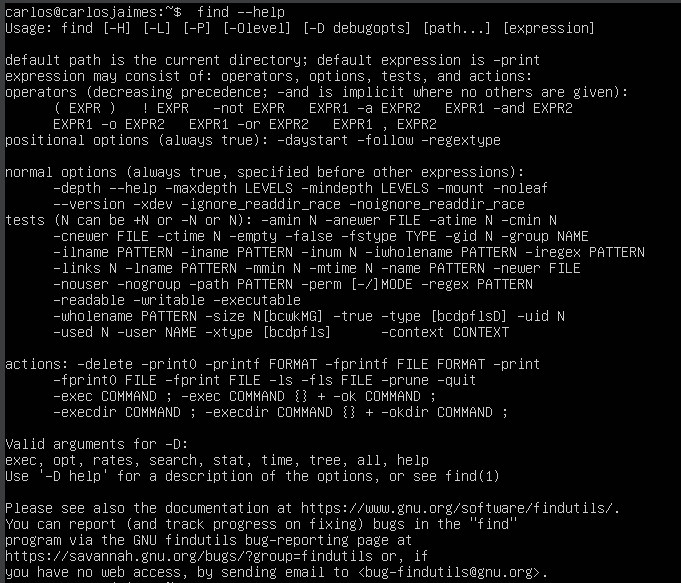 carlos@carlosjaimes:~$  find --help
Usage: find [-H] [-L] [-P] [-Olevel] [-D debugopts] [path...] [expression]

default path is the current directory; default expression is -print
expression may consist of: operators, options, tests, and actions:
operators (decreasing precedence; -and is implicit where no others are given):
      ( EXPR )   ! EXPR   -not EXPR   EXPR1 -a EXPR2   EXPR1 -and EXPR2
      EXPR1 -o EXPR2   EXPR1 -or EXPR2   EXPR1 , EXPR2
positional options (always true): -daystart -follow -regextype

normal options (always true, specified before other expressions):
      -depth --help -maxdepth LEVELS -mindepth LEVELS -mount -noleaf
      --version -xdev -ignore_readdir_race -noignore_readdir_race
tests (N can be +N or -N or N): -amin N -anewer FILE -atime N -cmin N
      -cnewer FILE -ctime N -empty -false -fstype TYPE -gid N -group NAME
      -ilname PATTERN -iname PATTERN -inum N -iwholename PATTERN -iregex PATTERN
      -links N -lname PATTERN -mmin N -mtime N -name PATTERN -newer FILE
      -nouser -nogroup -path PATTERN -perm [-/]MODE -regex PATTERN
      -readable -writable -executable
      -wholename PATTERN -size N[bcwkMG] -true -type [bcdpflsD] -uid N
      -used N -user NAME -xtype [bcdpfls]      -context CONTEXT

actions: -delete -print0 -printf FORMAT -fprintf FILE FORMAT -print
      -fprint0 FILE -fprint FILE -ls -fls FILE -prune -quit
      -exec COMMAND ; -exec COMMAND {} + -ok COMMAND ;
      -execdir COMMAND ; -execdir COMMAND {} + -okdir COMMAND ;

Valid arguments for -D:
exec, opt, rates, search, stat, time, tree, all, help
Use '-D help' for a description of the options, or see find(1)

Please see also the documentation at https://www.gnu.org/software/findutils/.
You can report (and track progress on fixing) bugs in the "find"
program via the GNU findutils bug-reporting page at
https://savannah.gnu.org/bugs/?group=findutils or, if
you have no web access, by sending email to <bug-findutils@gnu.org>.